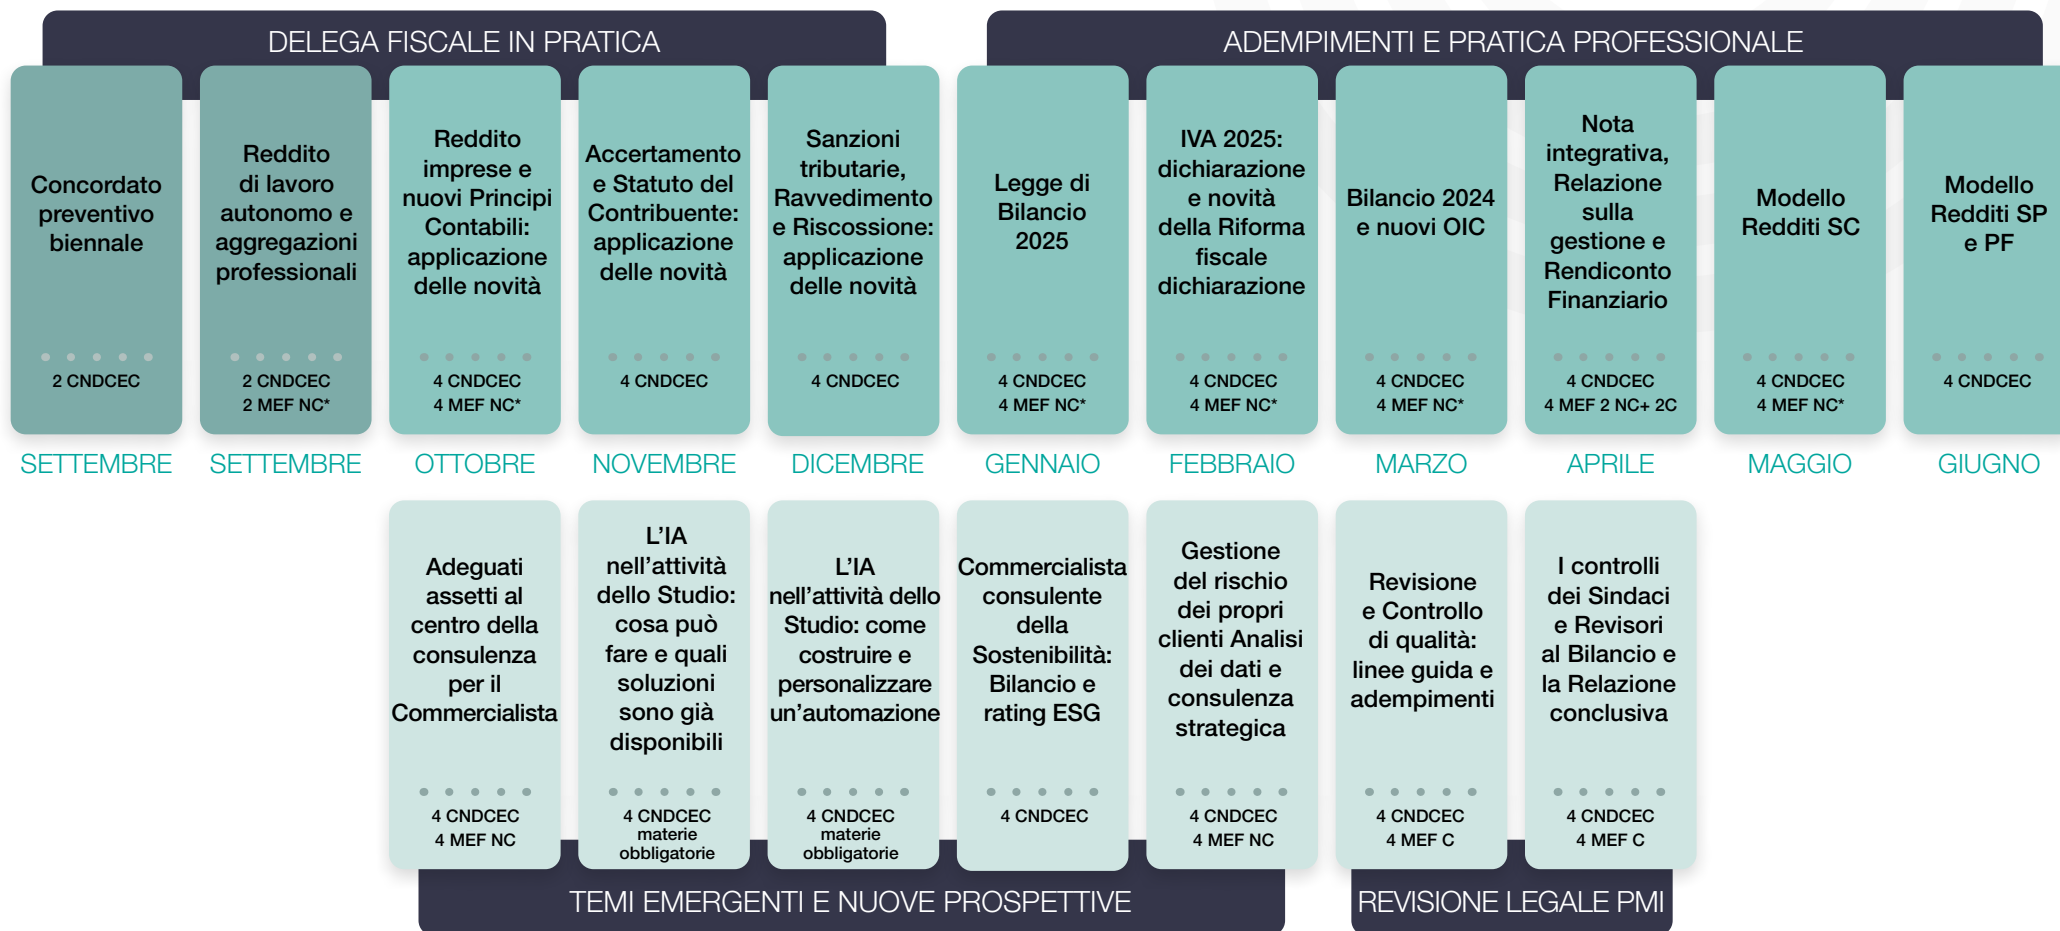 DELEGA FISCALE IN PRATICA
ADEMPIMENTI E PRATICA PROFESSIONALE
Concordato
preventivo
biennale
2 CNDCEC
SETTEMBRE
Reddito
di lavoro
autonomo e
aggregazioni
professionali
2 CNDCEC
2 MEF NC*
SETTEMBRE
Reddito
imprese e
nuovi Principi
Contabili:
applicazione
delle novità
4 CNDCEC
4 MEF NC*
OTTOBRE
Accertamento
e Statuto del
Contribuente:
applicazione
delle novità
4 CNDCEC
NOVEMBRE
Sanzioni
tributarie,
Ravvedimento
e Riscossione:
applicazione
delle novità
4 CNDCEC
DICEMBRE
Legge di
Bilancio
2025
4 CNDCEC
4 MEF NC*
GENNAIO
IVA 2025:
dichiarazione
e novità
della Riforma
fiscale
dichiarazione
4 CNDCEC
4 MEF NC*
FEBBRAIO
Bilancio 2024
e nuovi OIC
4 CNDCEC
4 MEF NC*
MARZO
Nota
integrativa,
Relazione
sulla
gestione e
Rendiconto
Finanziario
4 CNDCEC
4 MEF 2 NC+ 2C
APRILE
Modello
Redditi SC
4 CNDCEC
4 MEF NC*
MAGGIO
Modello
Redditi SP
e PF
4 CNDCEC
GIUGNO
Adeguati
assetti al
centro della
consulenza
per il
Commercialista
4 CNDCEC
4 MEF NC
L'IA
nell'attività
dello Studio:
cosa può
fare e quali
soluzioni
sono già
disponibili
4 CNDCEC
materie
obbligatorie
L'IA
nell'attività dello
Studio: come
costruire e
personalizzare
un'automazione
4 CNDCEC
materie
obbligatorie
Commercialista
consulente
della
Sostenibilità:
Bilancio e
rating ESG
4 CNDCEC
Gestione
del rischio
dei propri
clienti Analisi
dei dati e
consulenza
strategica
4 CNDCEC
4 MEF NC
Revisione
e Controllo
di qualità:
linee guida e
adempimenti
4 CNDCEC
4 MEF C
I controlli
dei Sindaci
e Revisori
al Bilancio e
la Relazione
conclusiva
4 CNDCEC
4 MEF C
TEMI EMERGENTI E NUOVE PROSPETTIVE
REVISIONE LEGALE PMI